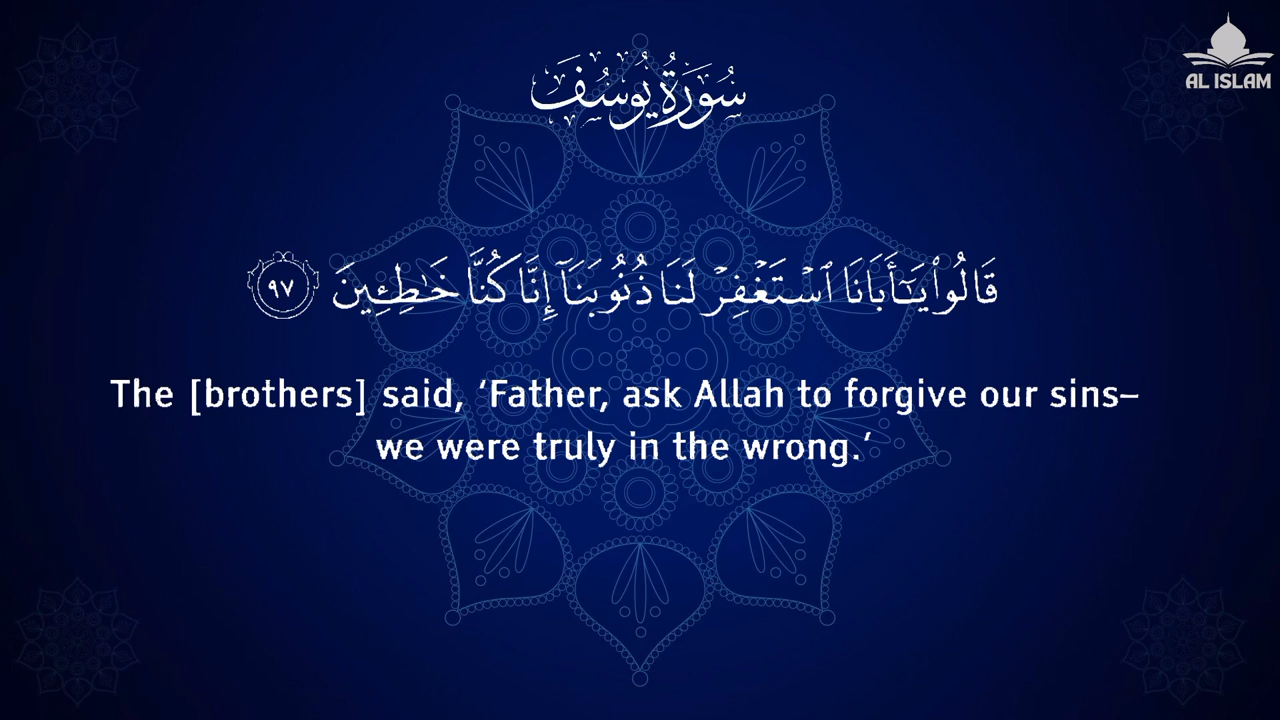 سُورَةُ يُوسُفَ
AL ISLAM
قَالُوا۟ يَـٰٓأَبَانَا ٱسْتَغْفِرْ لَنَا ذُنُوبَنَآ إِنَّا كُنَّا خَـٰطِـِٔينَ ٩٧
The [brothers] said, ‘Father, ask Allah to forgive our sins–
we were truly in the wrong.’